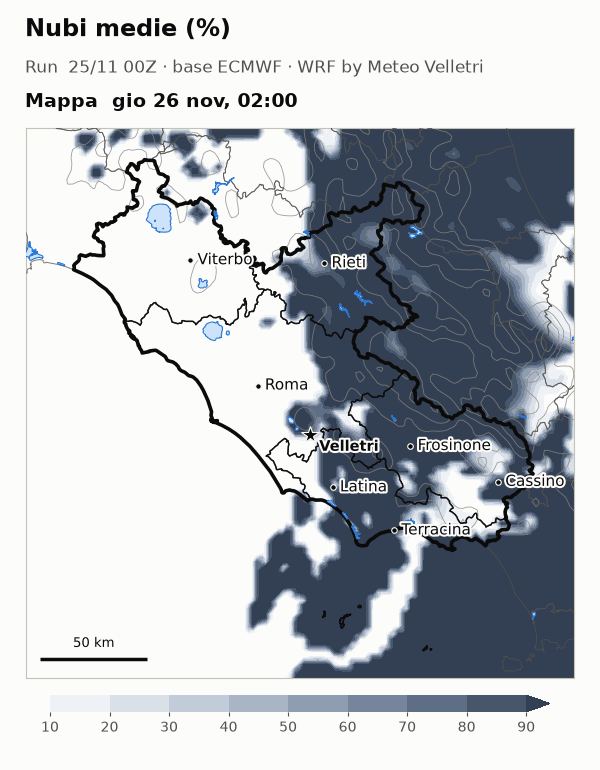 Nubi medie (%)
Run  25/11 00Z · base ECMWF · WRF by Meteo Velletri
Mappa  gio 26 nov, 02:00
Viterbo
Rieti
Roma
Velletri
Frosinone
Latina
Cassino
Terracina
50 km
10 20 30 40 50 60 70 80 90